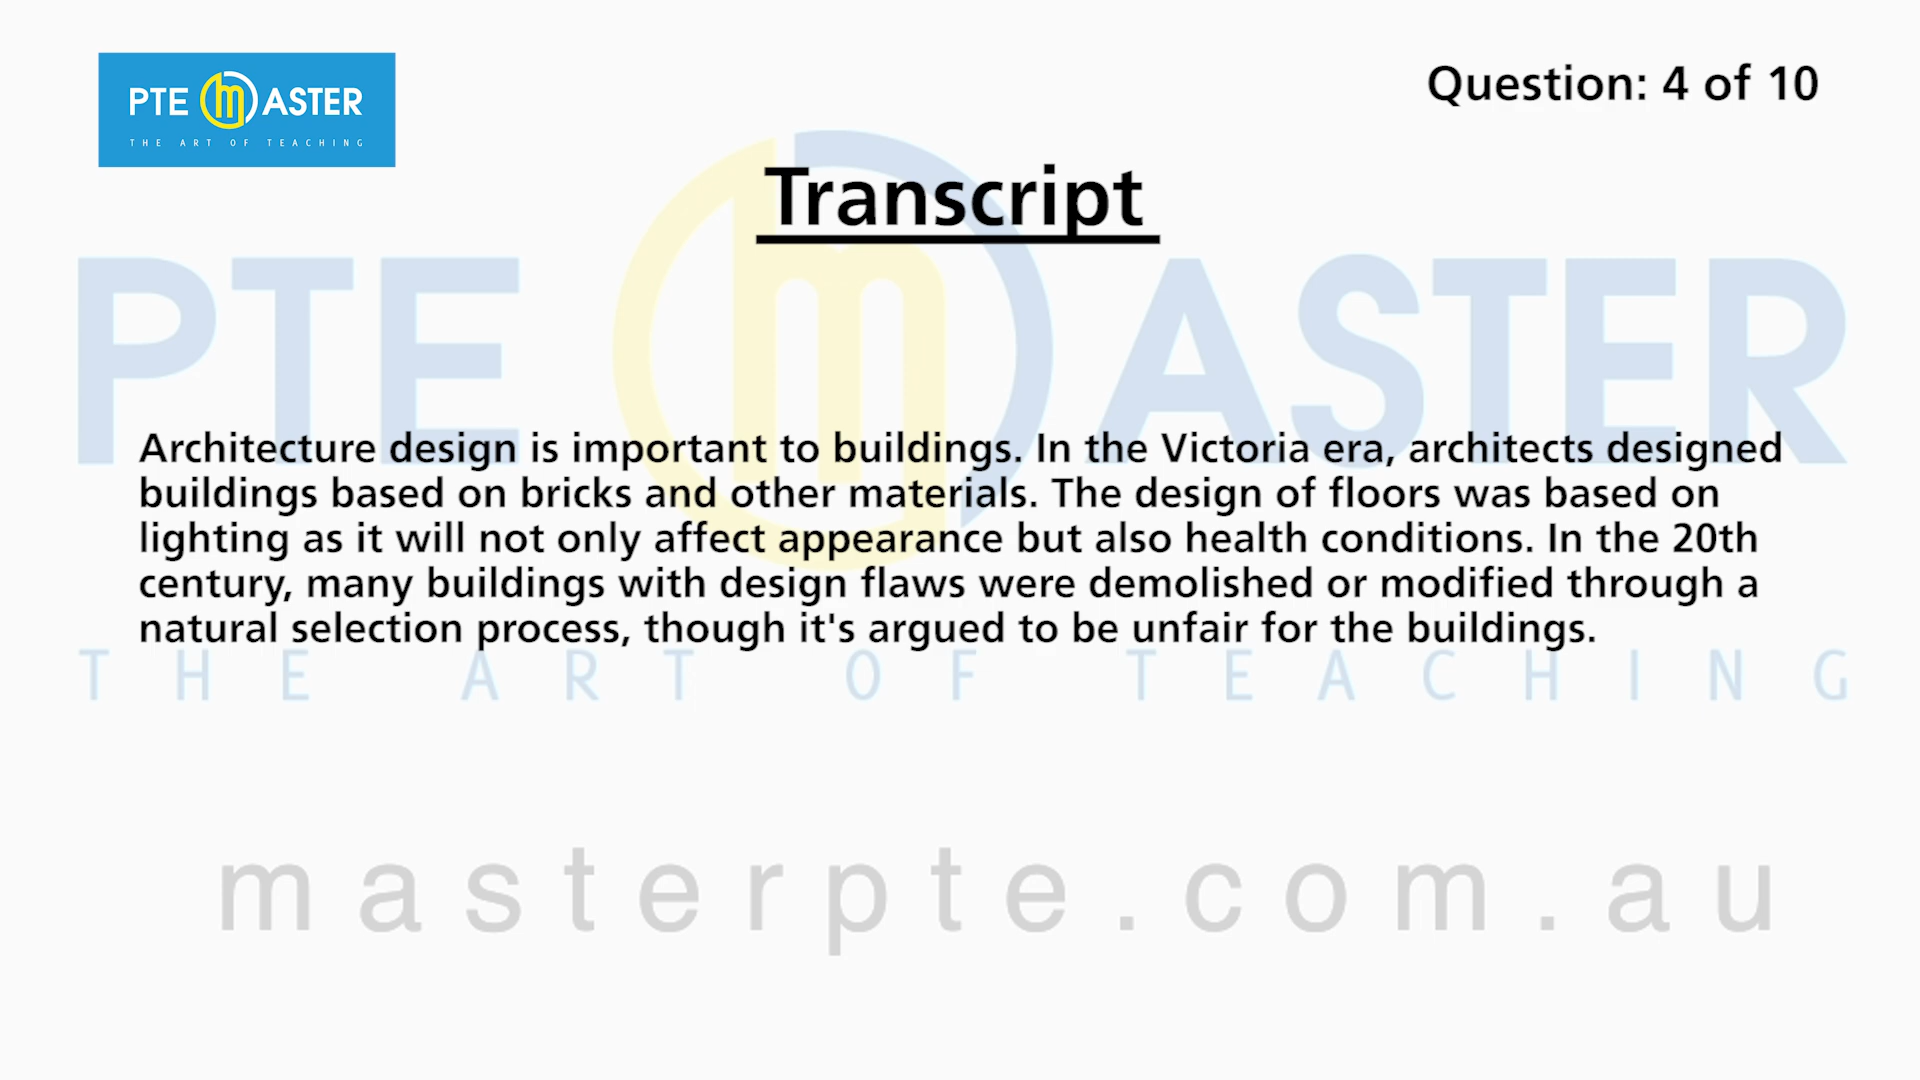 PTE MASTER
THE ART OF TEACHING
Question: 4 of 10
Transcript
PTE MASTER
Architecture design is important to buildings. In the Victoria era, architects designed
buildings based on bricks and other materials. The design of floors was based on
lighting as it will not only affect appearance but also health conditions. In the 20th
century, many buildings with design flaws were demolished or modified through a
natural selection process, though it's argued to be unfair for the buildings.
THE ART OF TEACHING
masterpte.com.au